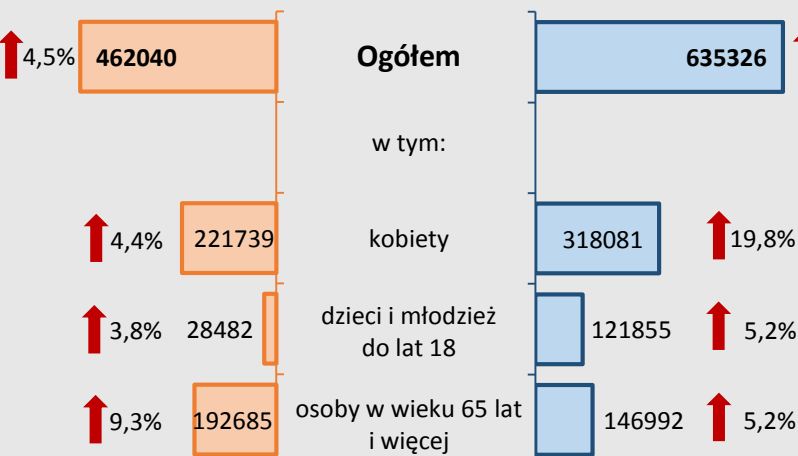 4,5% 462040 Ogółem 635326
w tym:
4,4% 221739 kobiety 318081 19,8%
3,8% 28482 dzieci i młodzież do lat 18 121855 5,2%
9,3% 192685 osoby w wieku 65 lat i więcej 146992 5,2%